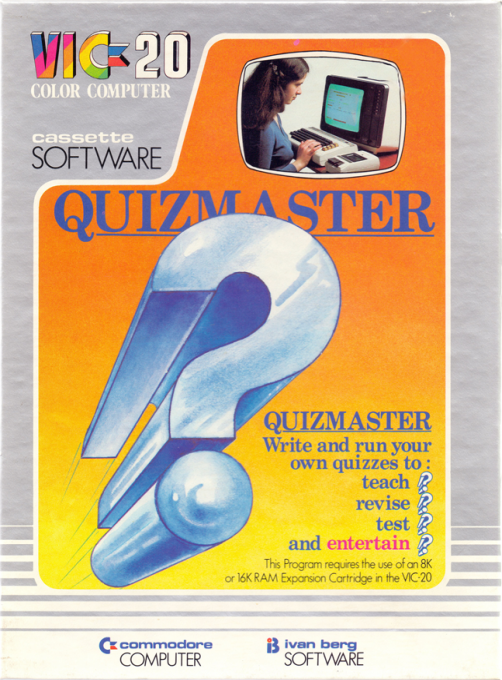 VIC-20
COLOR COMPUTER
cassette
SOFTWARE
QUIZMASTER
QUIZMASTER
Write and run your
own quizzes to :
teach ?
revise ?
test ?
and entertain ?
This Program requires the use of an 8K
or 16K RAM Expansion Cartridge in the VIC-20
commodore
COMPUTER
ivan berg
SOFTWARE